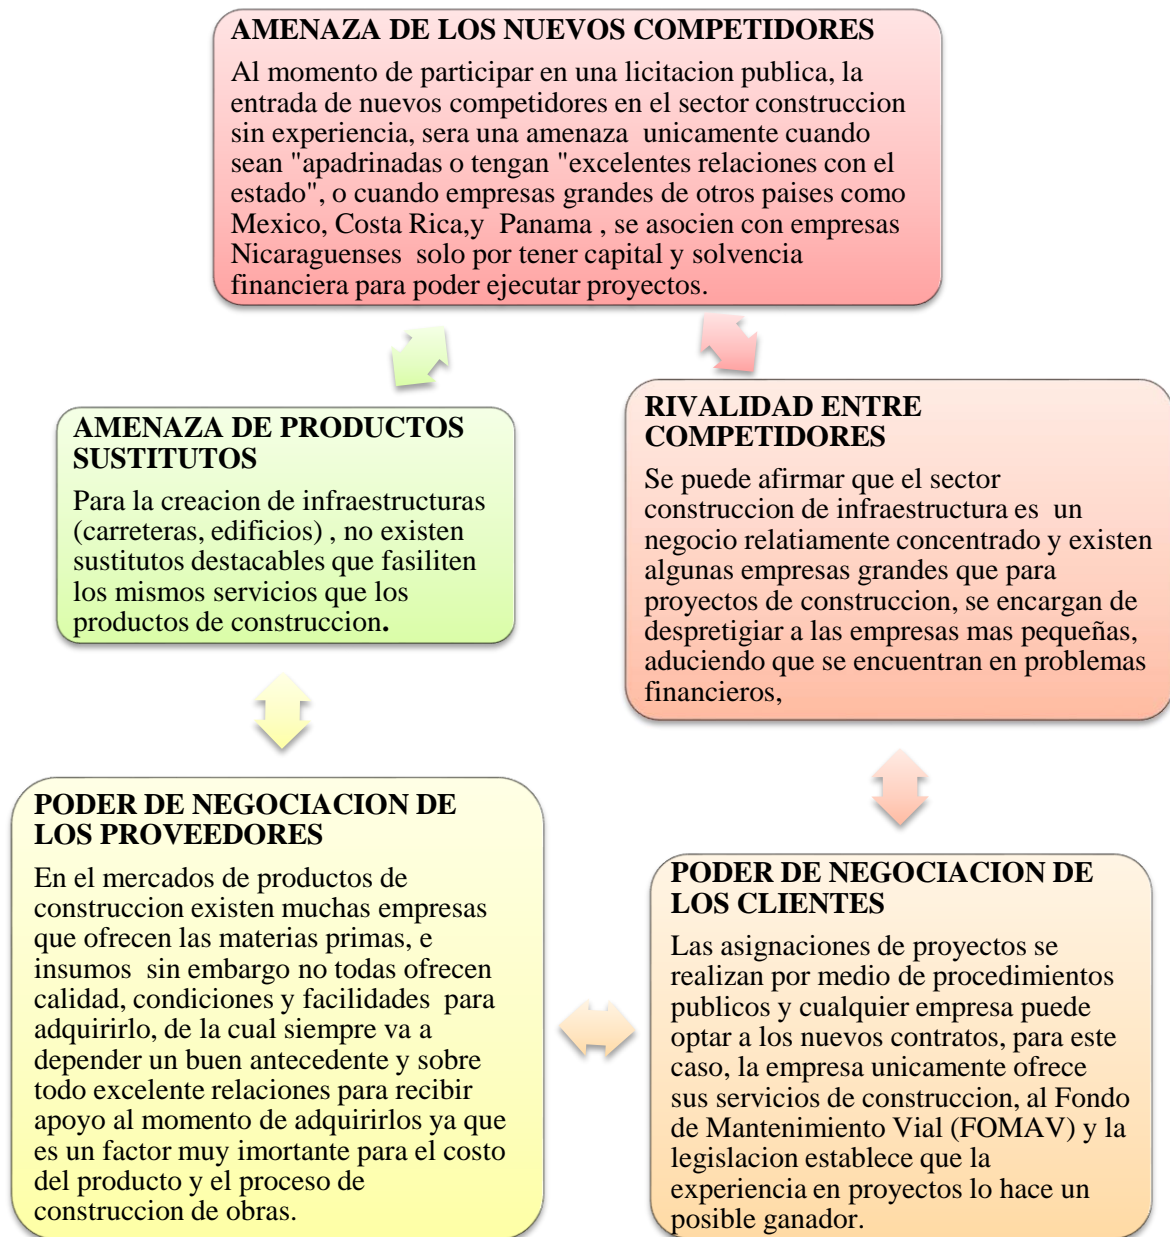 AMENAZA DE LOS NUEVOS COMPETIDORES
Al momento de participar en una licitacion publica, la
entrada de nuevos competidores en el sector construccion
sin experiencia, sera una amenaza  unicamente cuando
sean "apadrinadas o tengan "excelentes relaciones con el
estado", o cuando empresas grandes de otros paises como
Mexico, Costa Rica,y  Panama , se asocien con empresas
Nicaraguenses  solo por tener capital y solvencia
financiera para poder ejecutar proyectos.
AMENAZA DE PRODUCTOS
SUSTITUTOS
Para la creacion de infraestructuras
(carreteras, edificios) , no existen
sustitutos destacables que fasiliten
los mismos servicios que los
productos de construccion.
RIVALIDAD ENTRE
COMPETIDORES
Se puede afirmar que el sector
construccion de infraestructura es  un
negocio relatiamente concentrado y existen
algunas empresas grandes que para
proyectos de construccion, se encargan de
despretigiar a las empresas mas pequeñas,
aduciendo que se encuentran en problemas
financieros,
PODER DE NEGOCIACION DE
LOS PROVEEDORES
En el mercados de productos de
construccion existen muchas empresas
que ofrecen las materias primas, e
insumos  sin embargo no todas ofrecen
calidad, condiciones y facilidades  para
adquirirlo, de la cual siempre va a
depender un buen antecedente y sobre
todo excelente relaciones para recibir
apoyo al momento de adquirirlos ya que
es un factor muy imortante para el costo
del producto y el proceso de
construccion de obras.
PODER DE NEGOCIACION DE
LOS CLIENTES
Las asignaciones de proyectos se
realizan por medio de procedimientos
publicos y cualquier empresa puede
optar a los nuevos contratos, para este
caso, la empresa unicamente ofrece
sus servicios de construccion, al Fondo
de Mantenimiento Vial (FOMAV) y la
legislacion establece que la
experiencia en proyectos lo hace un
posible ganador.